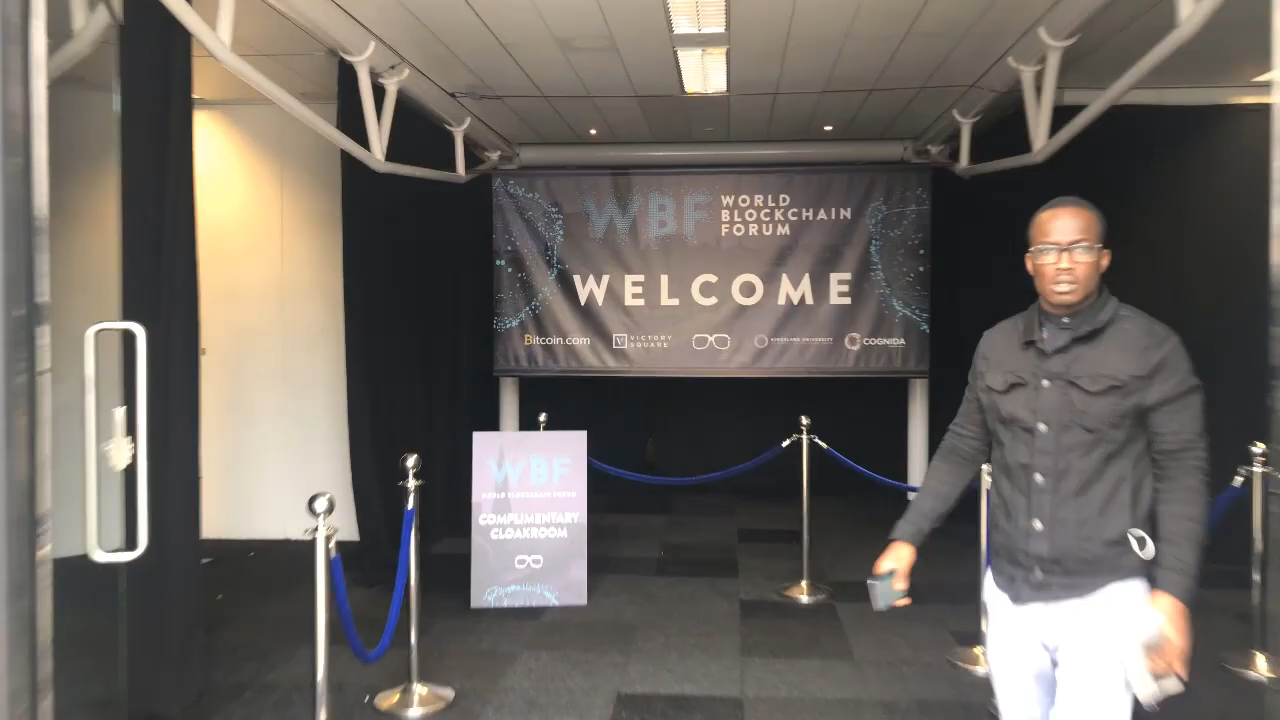 WBF WORLD
BLOCKCHAIN
FORUM
WELCOME
Bitcoin.com
VICTORY
SQUARE
COGNIDA
WBF
WORLD BLOCKCHAIN FORUM
COMPLIMENTARY
CLOAKROOM